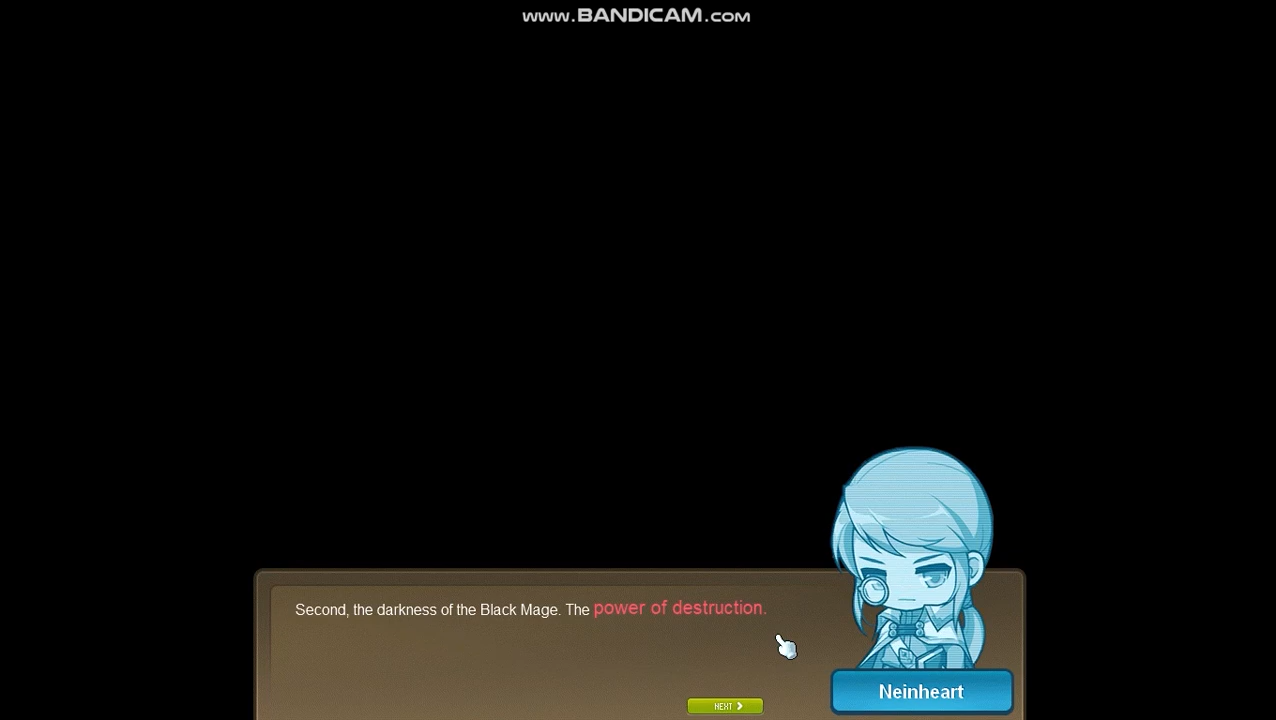 www.BANDICAM.COM
Second, the darkness of the Black Mage. The power of destruction.
NEXT
Neinheart